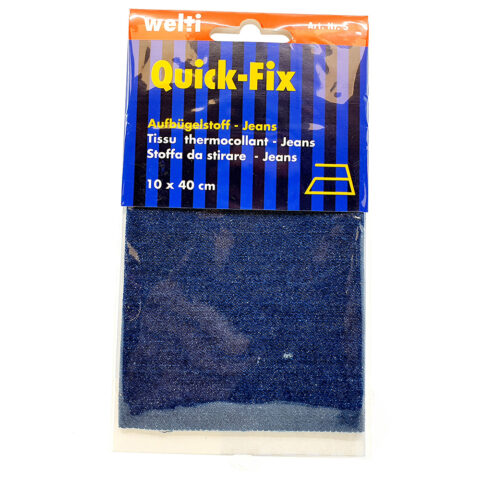 welti
Art. Nr. 5
Quick-Fix
Aufbügelstoff - Jeans
Tissu thermocollant - Jeans
Stoffa da stirare - Jeans
10 x 40 cm